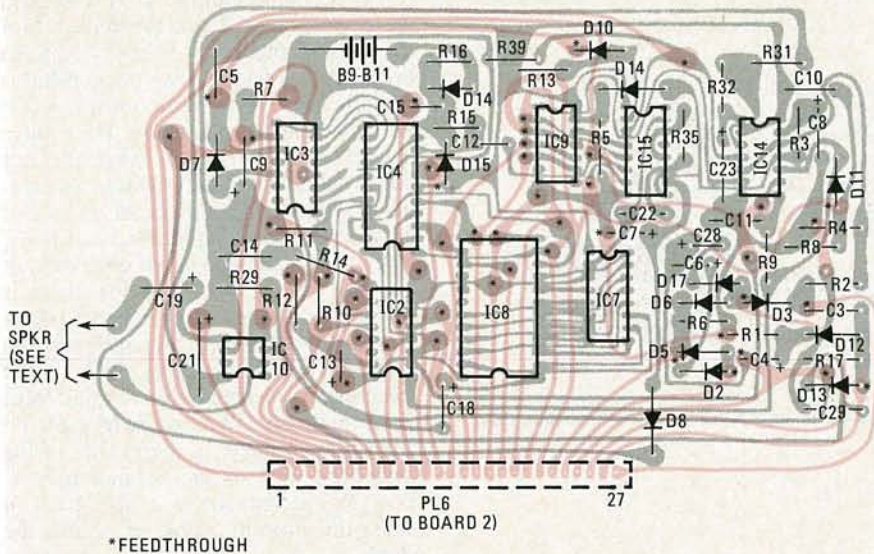 D10
R39
R16
R31
C5
B9-B11
R13
R7
D14
D14
R32
C10
C15
R15
C12
IC3
IC4
IC9
R5
IC15
R35
C8
D7
C9
D15
C23
IC14
R3
D11
C22
C11
C7
R4
R11
C28
R8
C14
R14
C6
R9
D17
R29
C19
R12
R10
IC2
IC8
IC7
D6
D3
R2
C3
R6
TO
SPKR
(SEE
TEXT)
R1
D12
D5
C4
R17
C21
IC
10
C13
D2
D13
C18
C29
D8
1
27
PL6
(TO BOARD 2)
*FEEDTHROUGH